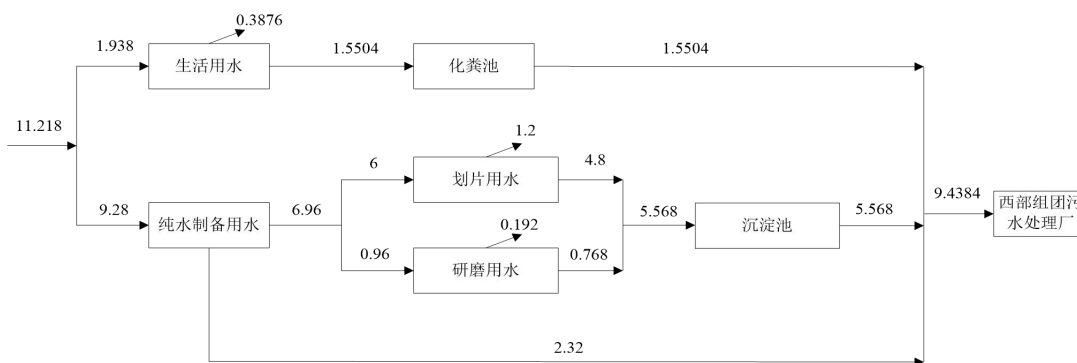 0.3876
1.938
生活用水
1.5504
化粪池
1.5504
11.218
1.2
6
划片用水
4.8
9.28
纯水制备用水
6.96
5.568
沉淀池
5.568
9.4384
西部组团污
水处理厂
0.192
0.96
研磨用水
0.768
2.32